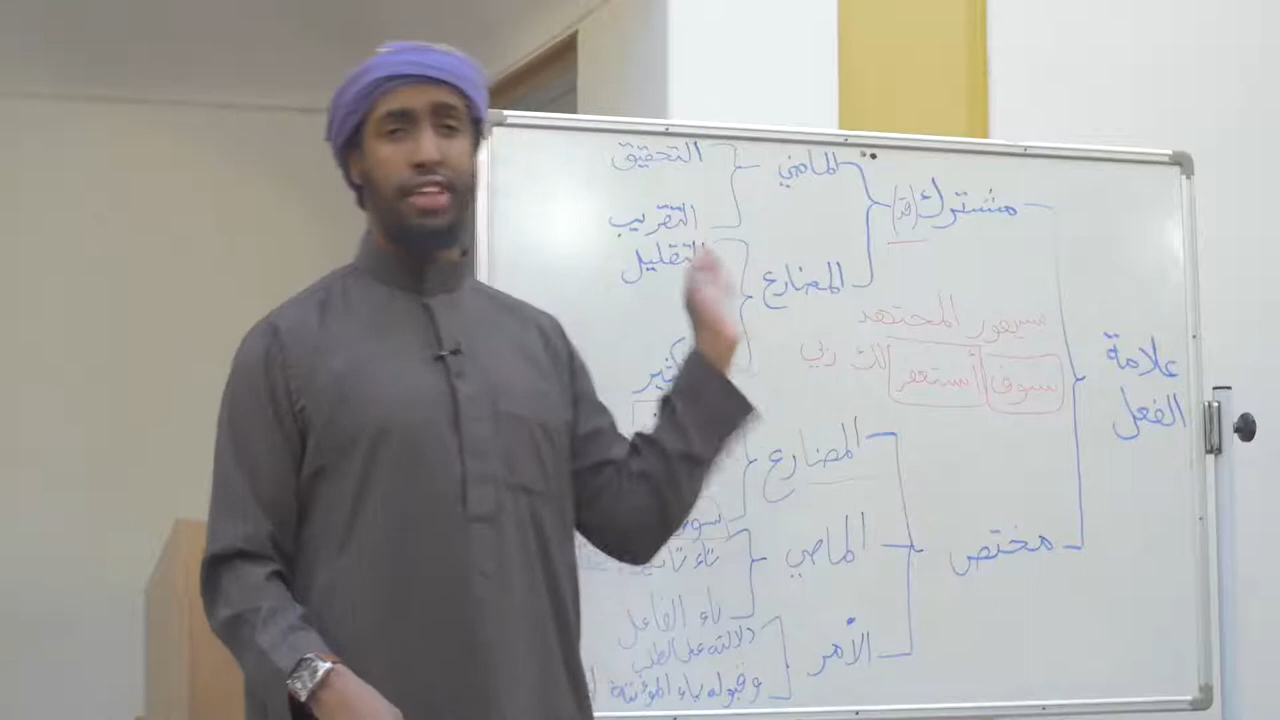 علامة
الفعل
مشترك (قد)
الماضي
التحقيق
التقريب
المضارع
التقليل
سيفوز المجتهد
سوف أستغفر لك ربي
مختص
المضارع
سوف
الماضي
تاء
تاء الفاعل
الأمر
دلالته على الطلب
وقبوله ياء المؤنثة